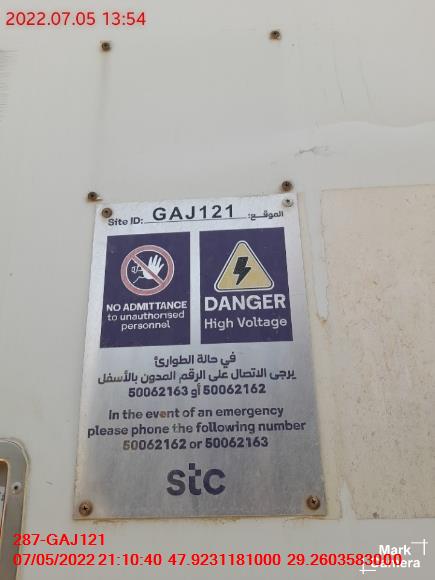 2022.07.05 13:54
Site ID: GAJ121 الموقع:
NO ADMITTANCE
to unauthorised
personnel
DANGER
High Voltage
في حالة الطوارئ
يرجى الاتصال على الرقم المدون بالأسفل
50062163 أو 50062162
In the event of an emergency
please phone the following number
50062162 or 50062163
stc
287-GAJ121
07/05/2022 21:10:40 47.9231181000 29.2603583000
Mark
Camera